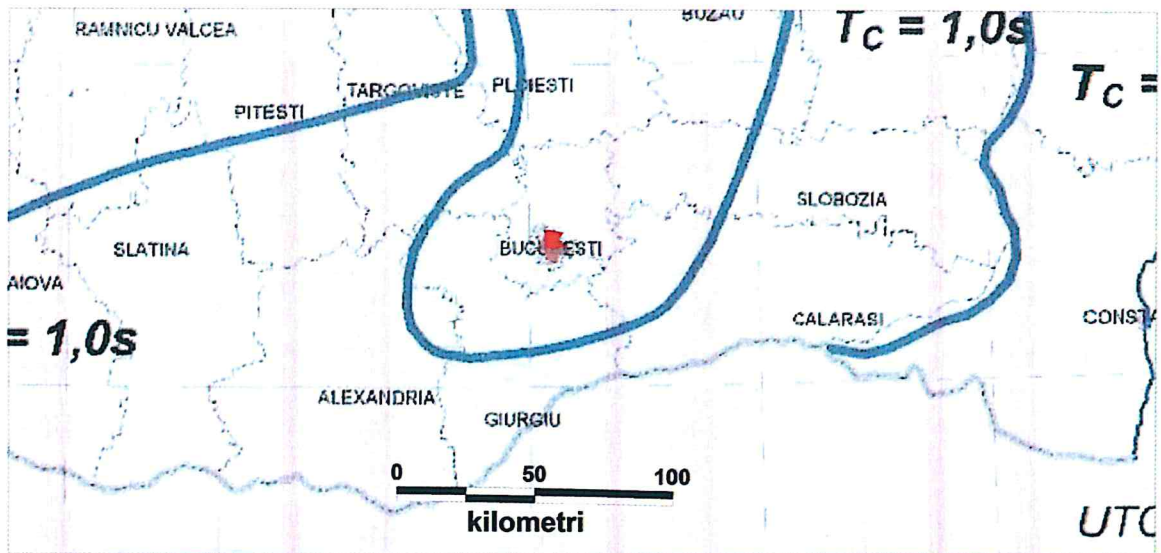 BUZAU
RAMNICU VALCEA
T_C = 1,0s
T_C =
TARGOVISTE
PLOIESTI
PITESTI
SLOBOZIA
SLATINA
BUCURESTI
AIOVA
= 1,0s
CALARASI
CONSTA
ALEXANDRIA
GIURGIU
0 50 100
kilometri
UTC